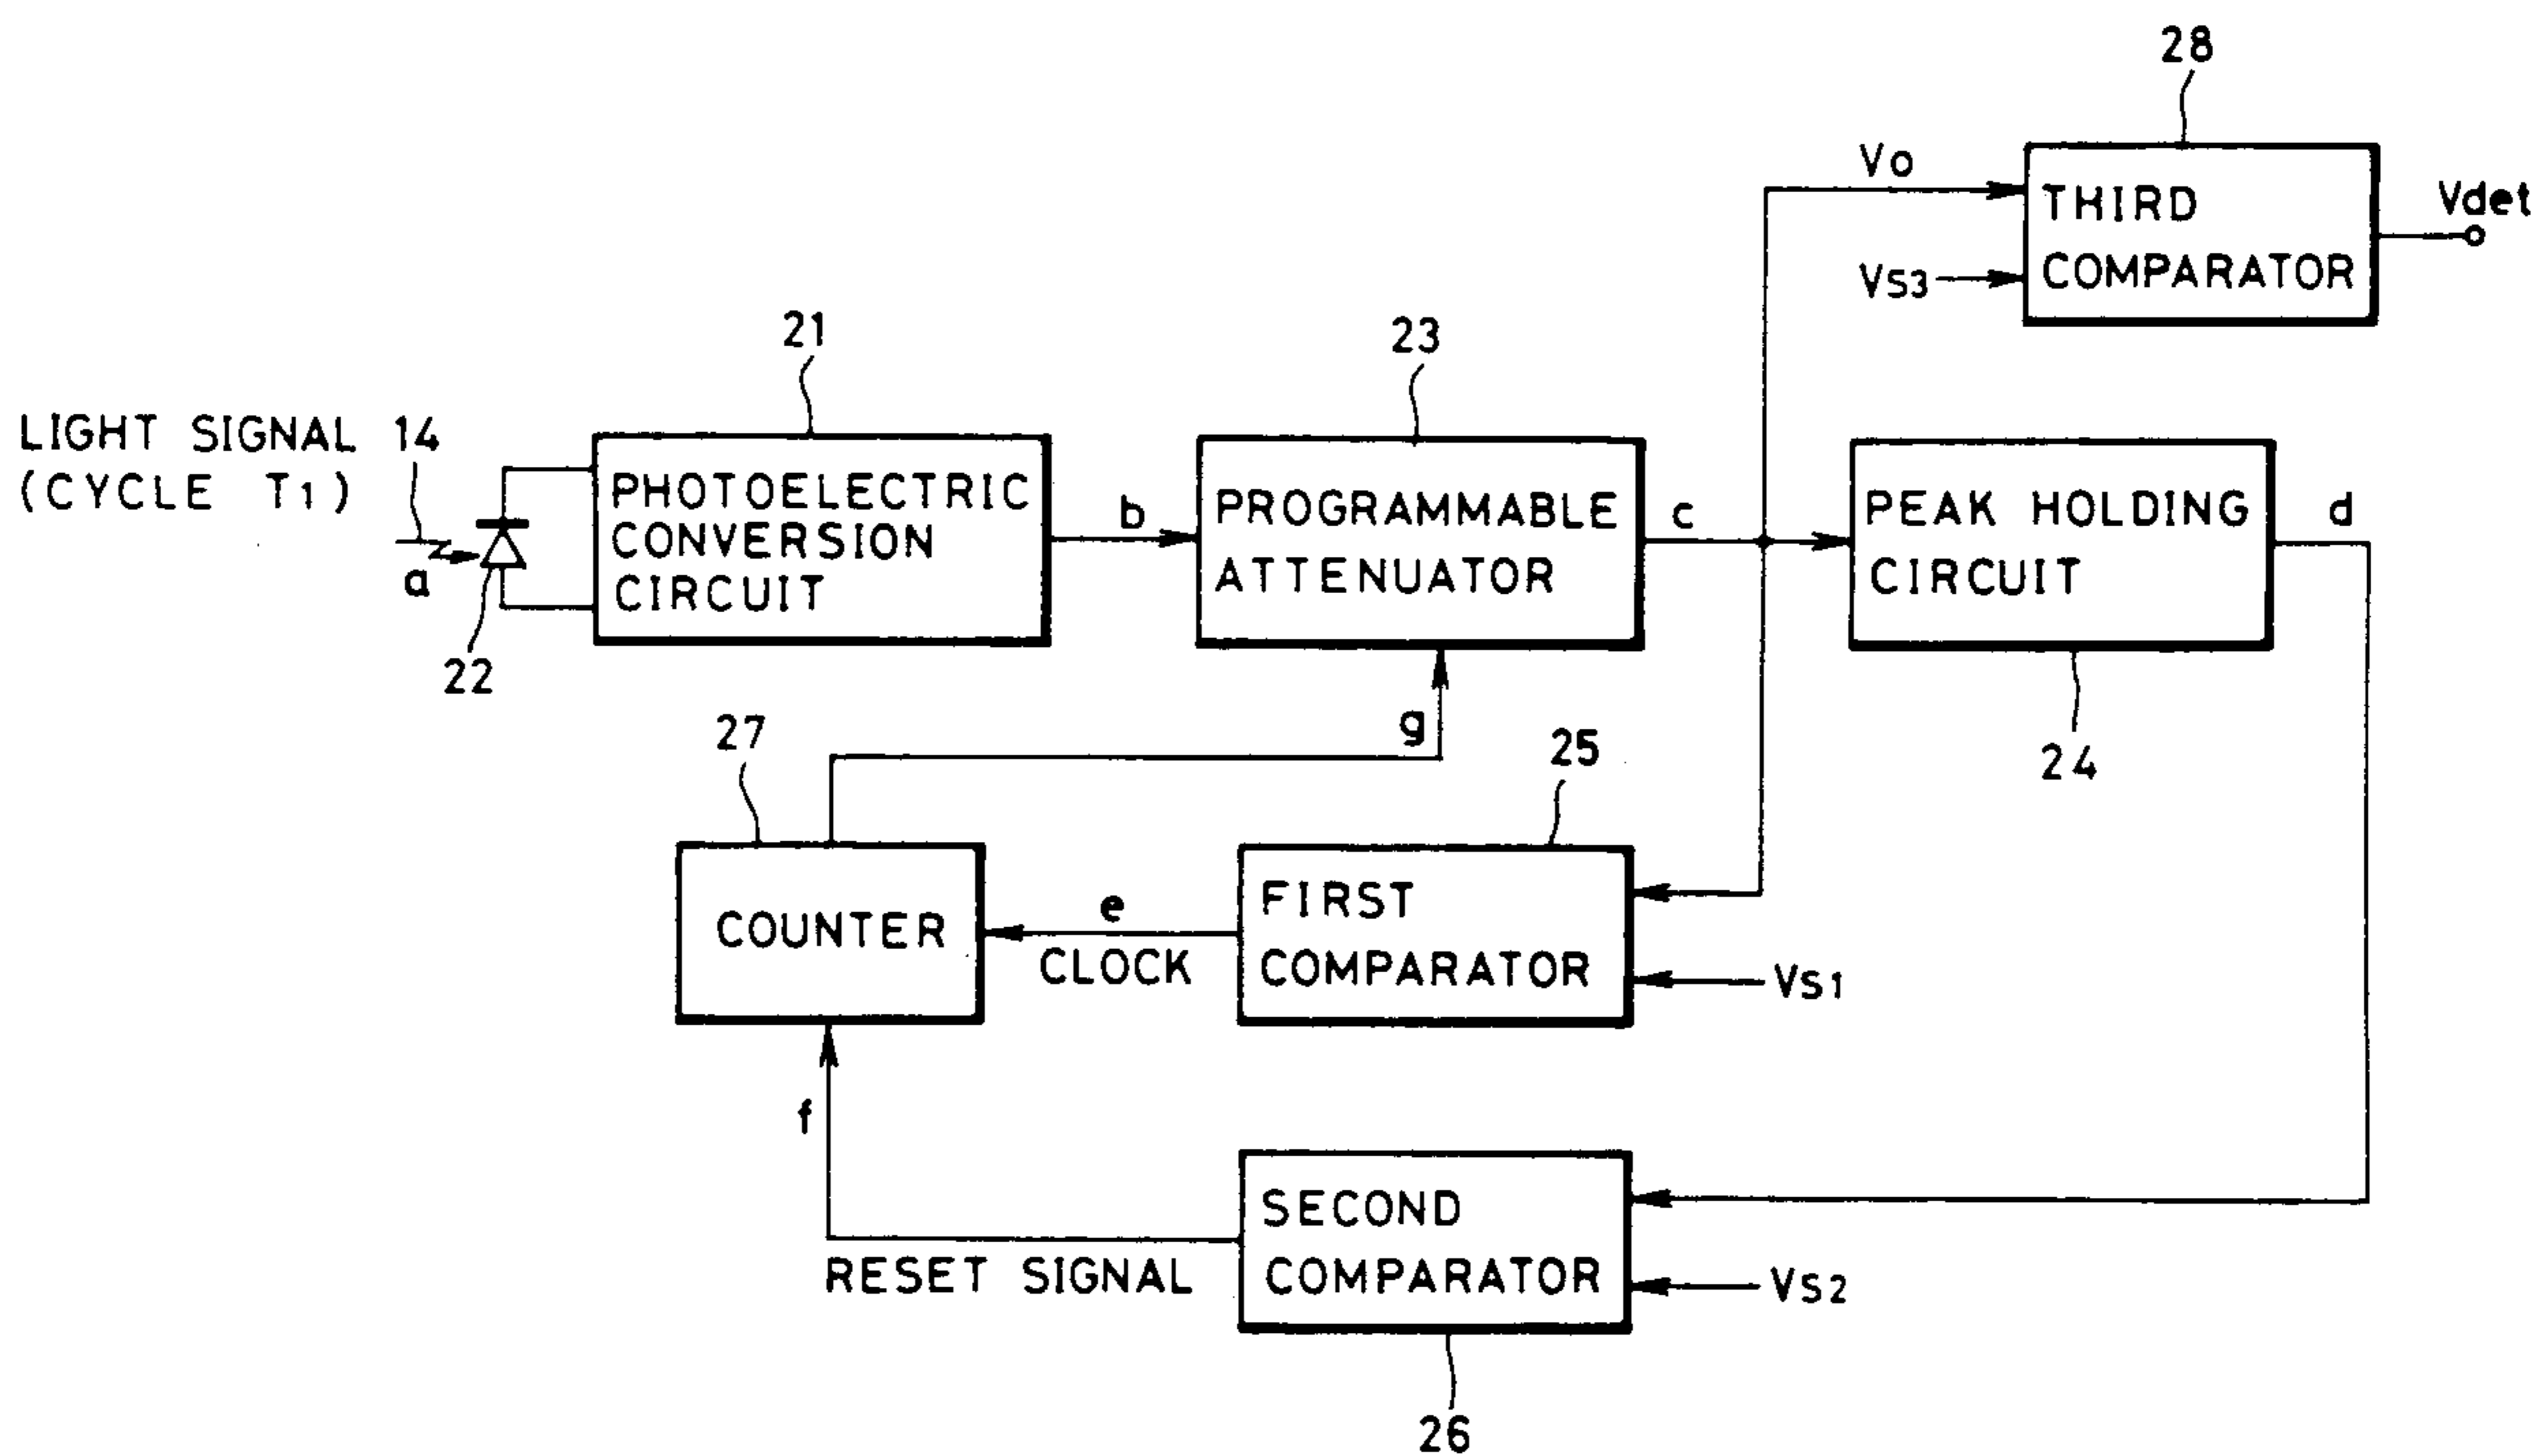 28
Vo
THIRD
COMPARATOR
Vdet
VS3
21
23
LIGHT SIGNAL 14
(CYCLE T1)
a
22
PHOTOELECTRIC
CONVERSION
CIRCUIT
b
PROGRAMMABLE
ATTENUATOR
c
PEAK HOLDING
CIRCUIT
d
24
g
27
25
COUNTER
e
CLOCK
FIRST
COMPARATOR
VS1
f
RESET SIGNAL
SECOND
COMPARATOR
VS2
26